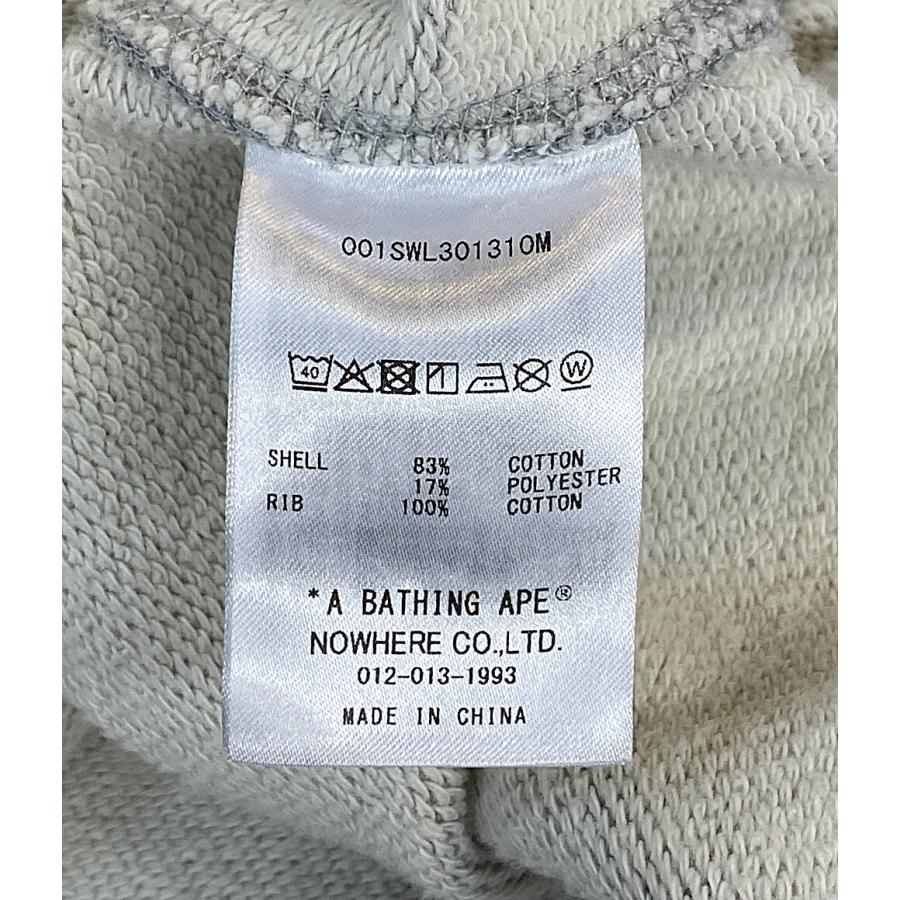 001SWL301310M
40 W
SHELL 83% COTTON
17% POLYESTER
RIB 100% COTTON
*A BATHING APE®
NOWHERE CO.,LTD.
012-013-1993
MADE IN CHINA